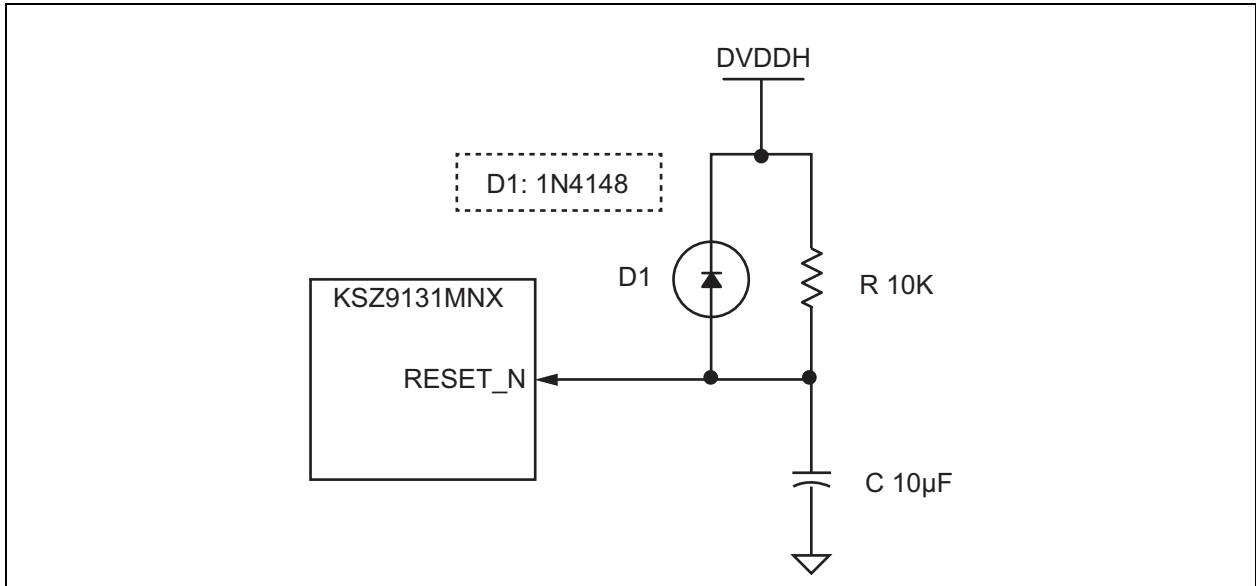 DVDDH
D1: 1N4148
D1
R 10K
KSZ9131MNX
RESET_N
C 10µF